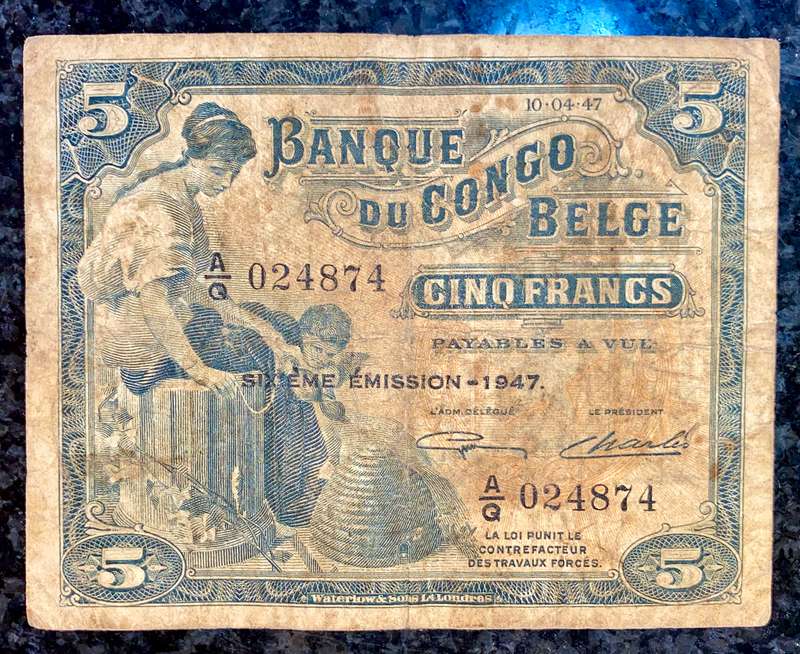 5 5
10·04·47
BANQUE
DU CONGO
BELGE
A/Q 024874
CINQ FRANCS
PAYABLES A VUE
SIXIÈME ÉMISSION - 1947.
L'ADM. DÉLÉGUÉ LE PRÉSIDENT
A/Q 024874
LA LOI PUNIT LE
CONTREFACTEUR
DES TRAVAUX FORCÉS.
5 5
Waterlow & Sons Ld Londres